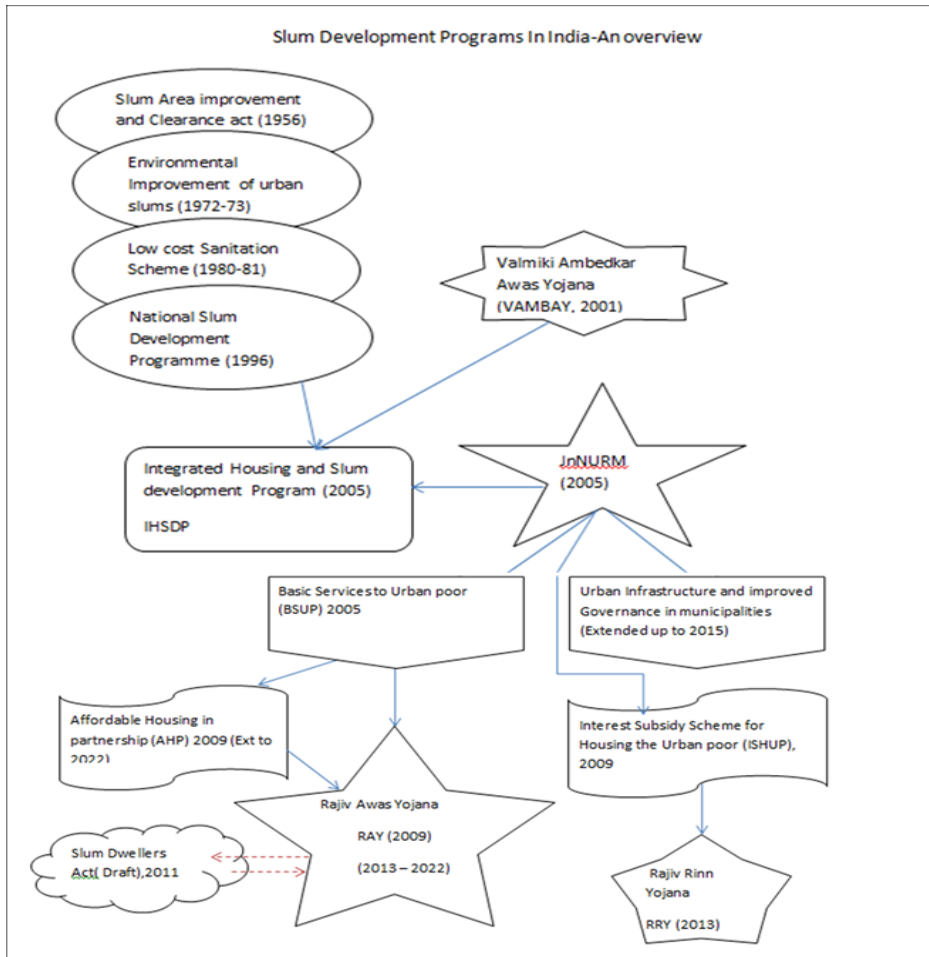 Slum Development Programs In India-An overview
Slum Area improvement
and Clearance act (1956)
Environmental
Improvement of urban
slums (1972-73)
Low cost Sanitation
Scheme (1980-81)
National Slum
Development
Programme (1996)
Valmiki Ambedkar
Awas Yojana
(VAMBAY, 2001)
Integrated Housing and Slum
development Program (2005)
IHSDP
JnNURM
(2005)
Basic Services to Urban poor
(BSUP) 2005
Urban Infrastructure and improved
Governance in municipalities
(Extended up to 2015)
Affordable Housing in
partnership (AHP) 2009 (Ext to
2022)
Interest Subsidy Scheme for
Housing the Urban poor (ISHUP),
2009
Rajiv Awas Yojana
RAY (2009)
(2013 – 2022)
Slum Dwellers
Act( Draft),2011
Rajiv Rinn
Yojana
RRY (2013)